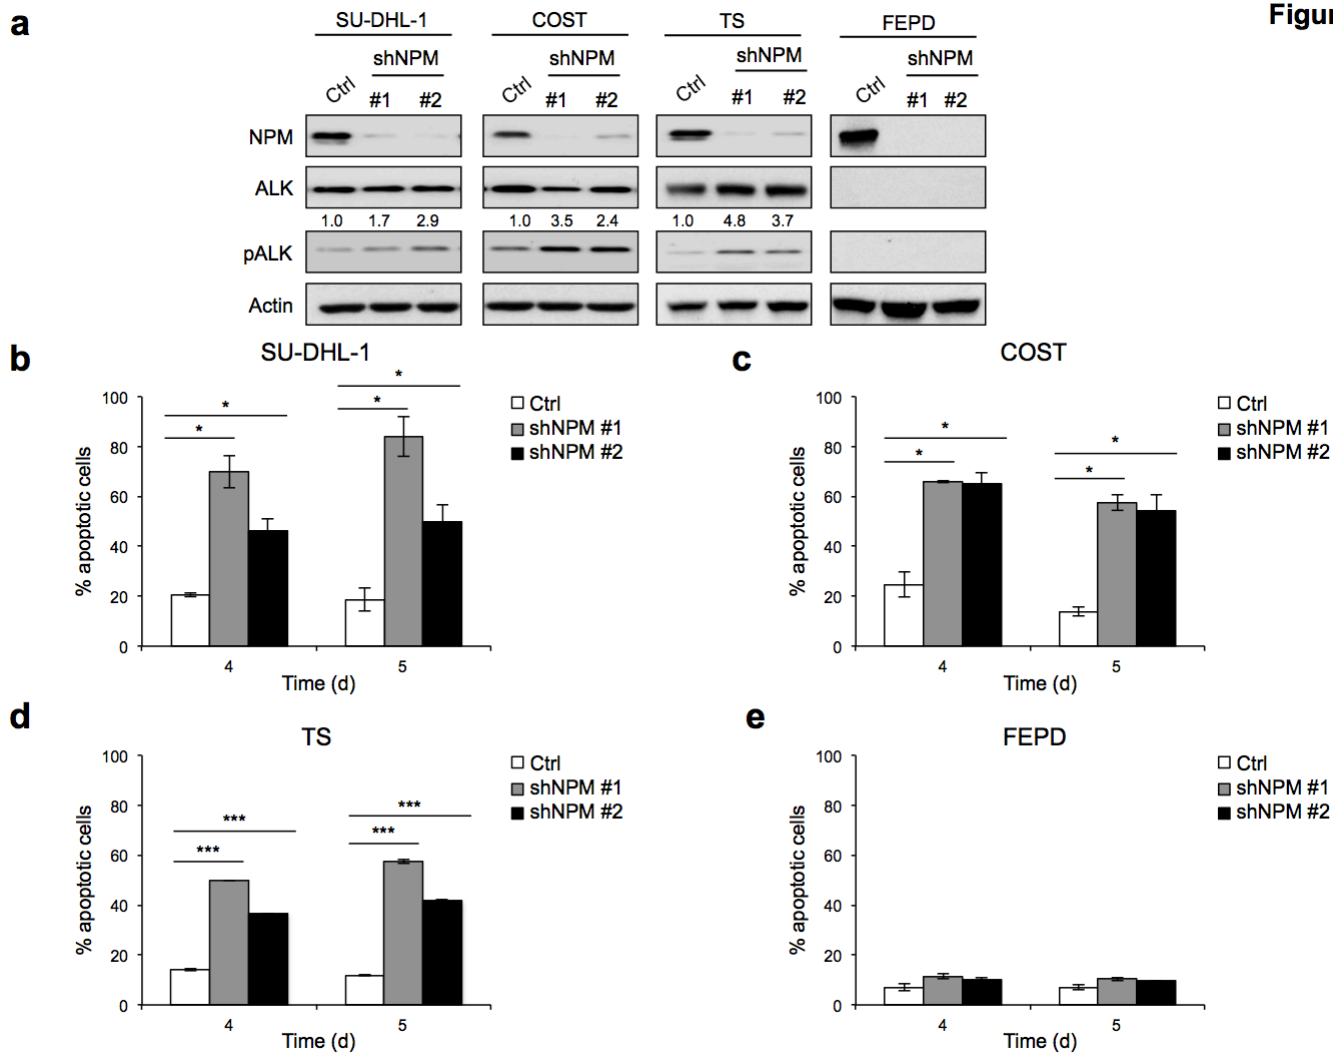 a
Figur
SU-DHL-1 COST TS FEPD
shNPM shNPM shNPM shNPM
Ctrl #1 #2 Ctrl #1 #2 Ctrl #1 #2 Ctrl #1 #2
NPM
ALK
1.0 1.7 2.9 1.0 3.5 2.4 1.0 4.8 3.7
pALK
Actin
b
SU-DHL-1
% apoptotic cells
100
80
60
40
20
0
* * * *
4 5
Time (d)
Ctrl
shNPM #1
shNPM #2
c
COST
% apoptotic cells
100
80
60
40
20
0
* * * *
4 5
Time (d)
Ctrl
shNPM #1
shNPM #2
d
TS
% apoptotic cells
100
80
60
40
20
0
*** *** *** ***
4 5
Time (d)
Ctrl
shNPM #1
shNPM #2
e
FEPD
% apoptotic cells
100
80
60
40
20
0
4 5
Time (d)
Ctrl
shNPM #1
shNPM #2